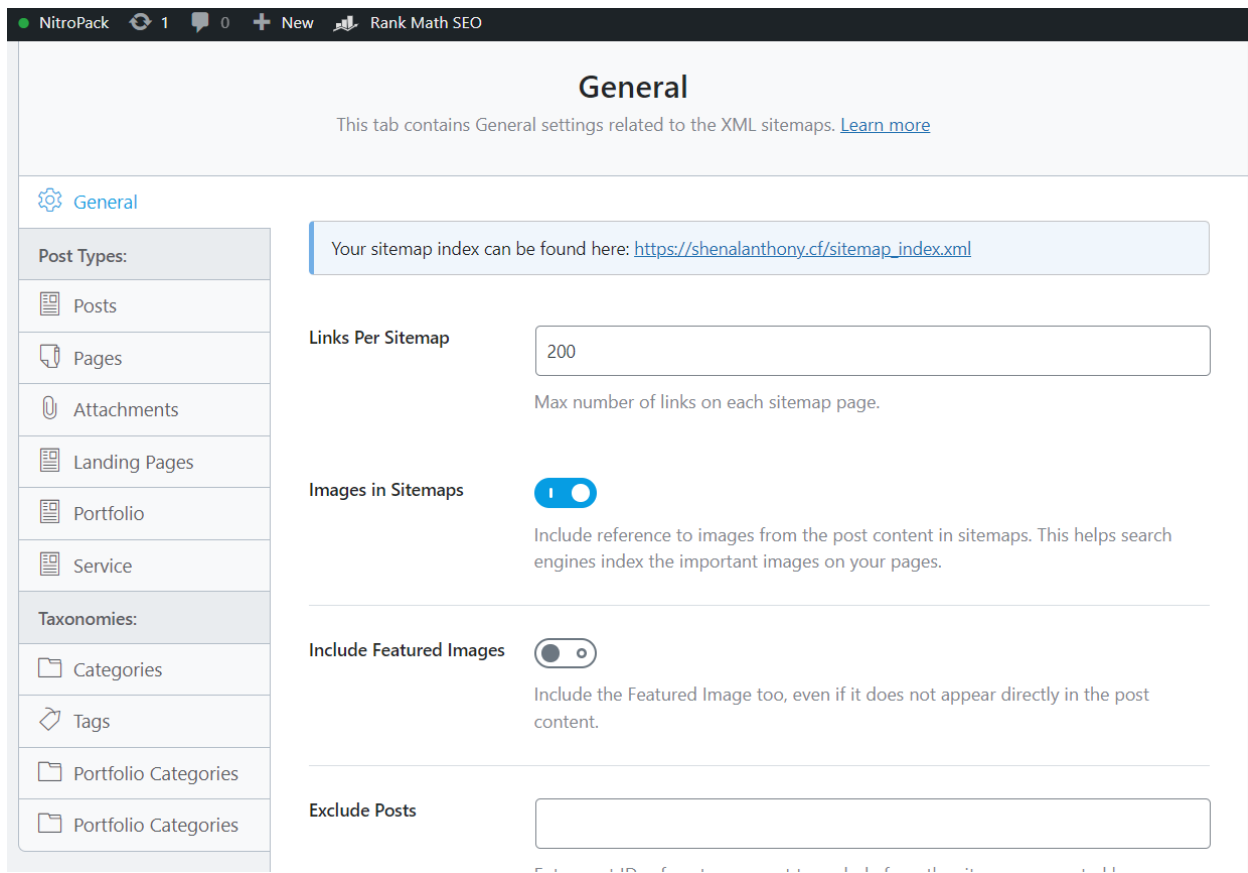 NitroPack 1 0 New Rank Math SEO
General
This tab contains General settings related to the XML sitemaps. Learn more
General
Post Types:
Posts
Pages
Attachments
Landing Pages
Portfolio
Service
Taxonomies:
Categories
Tags
Portfolio Categories
Portfolio Categories
Your sitemap index can be found here: https://shenalanthony.cf/sitemap_index.xml
Links Per Sitemap
200
Max number of links on each sitemap page.
Images in Sitemaps
Include reference to images from the post content in sitemaps. This helps search
engines index the important images on your pages.
Include Featured Images
Include the Featured Image too, even if it does not appear directly in the post
content.
Exclude Posts